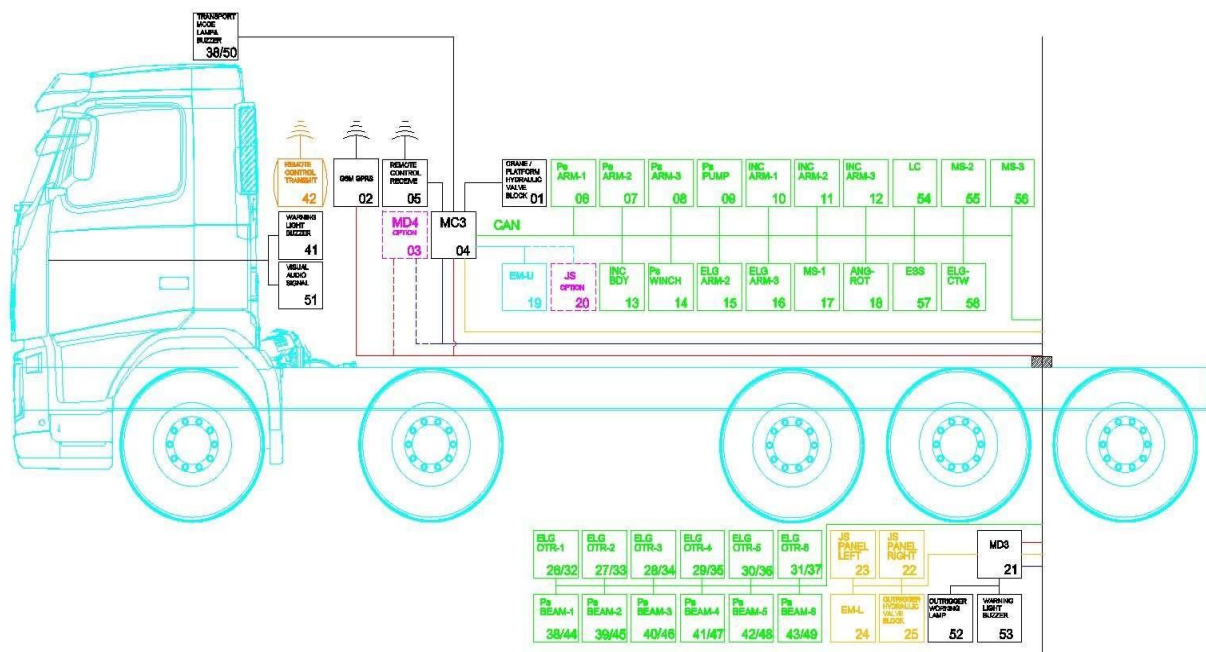 TRANSPORT
MODE
LAMP&
BUZZER
38/50
REMOTE
CONTROL
TRANSMIT
42
GSM GPRS
02
REMOTE
CONTROL
RECEIVE
05
CRANE /
PLATFORM
HYDRAULIC
VALVE
BLOCK
01
Ps
ARM-1
06
Ps
ARM-2
07
Ps
ARM-3
08
Ps
PUMP
09
INC
ARM-1
10
INC
ARM-2
11
INC
ARM-3
12
LC
54
MS-2
55
MS-3
56
WARNING
LIGHT
BUZZER
41
MD4
OPTION
03
MC3
04
CAN
VISUAL
AUDIO
SIGNAL
51
EM-U
19
JS
OPTION
20
INC
BDY
13
Ps
WINCH
14
ELG
ARM-2
15
ELG
ARM-3
16
MS-1
17
ANG-
ROT
18
ESS
57
ELG-
CTW
58
ELG
OTR-1
26/32
ELG
OTR-2
27/33
ELG
OTR-3
28/34
ELG
OTR-4
29/35
ELG
OTR-5
30/36
ELG
OTR-6
31/37
JS
PANEL
LEFT
23
JS
PANEL
RIGHT
22
MD3
21
Ps
BEAM-1
38/44
Ps
BEAM-2
39/45
Ps
BEAM-3
40/46
Ps
BEAM-4
41/47
Ps
BEAM-5
42/48
Ps
BEAM-6
43/49
EM-L
24
OUTRIGGER
HYDRAULIC
VALVE
BLOCK
25
OUTRIGGER
WORKING
LAMP
52
WARNING
LIGHT
BUZZER
53